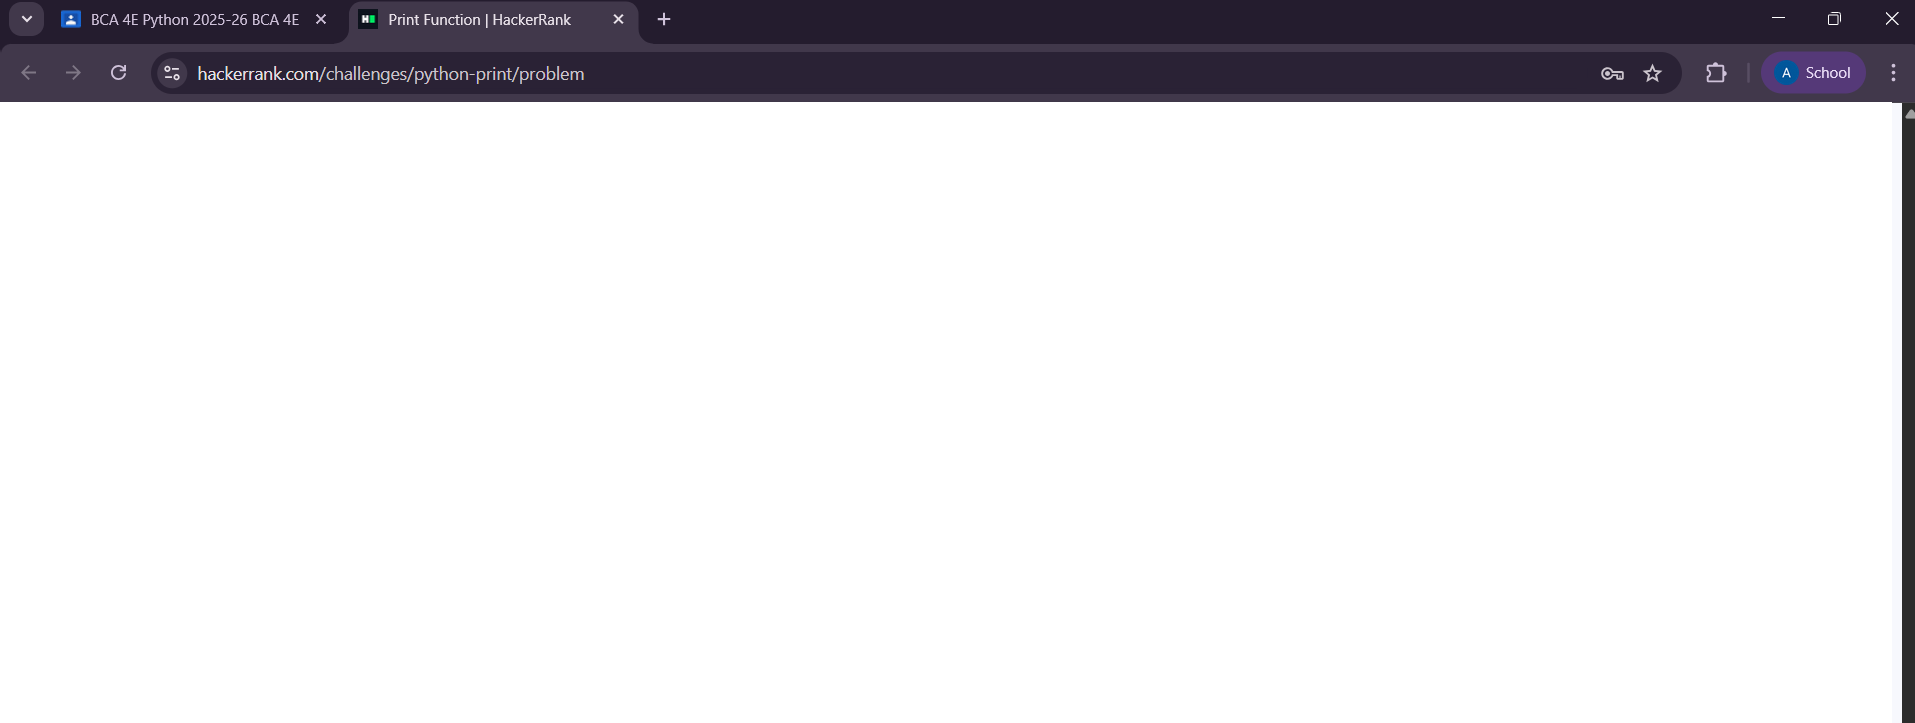 BCA 4E Python 2025-26 BCA 4E
Print Function | HackerRank
hackerrank.com/challenges/python-print/problem
A School